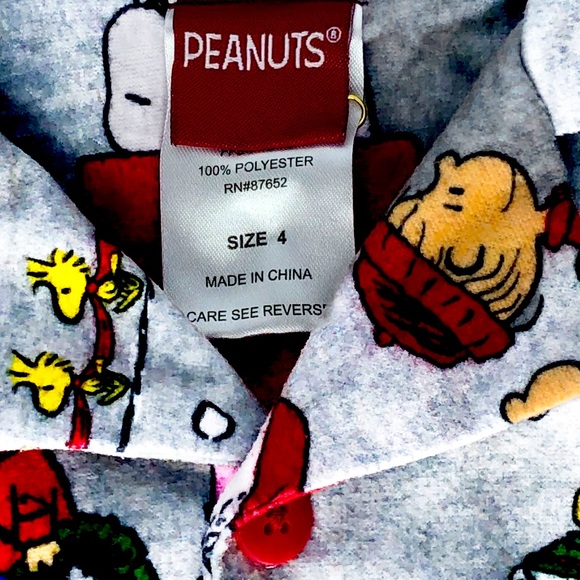 PEANUTS®
100% POLYESTER
RN#87652
SIZE 4
MADE IN CHINA
CARE SEE REVERSE